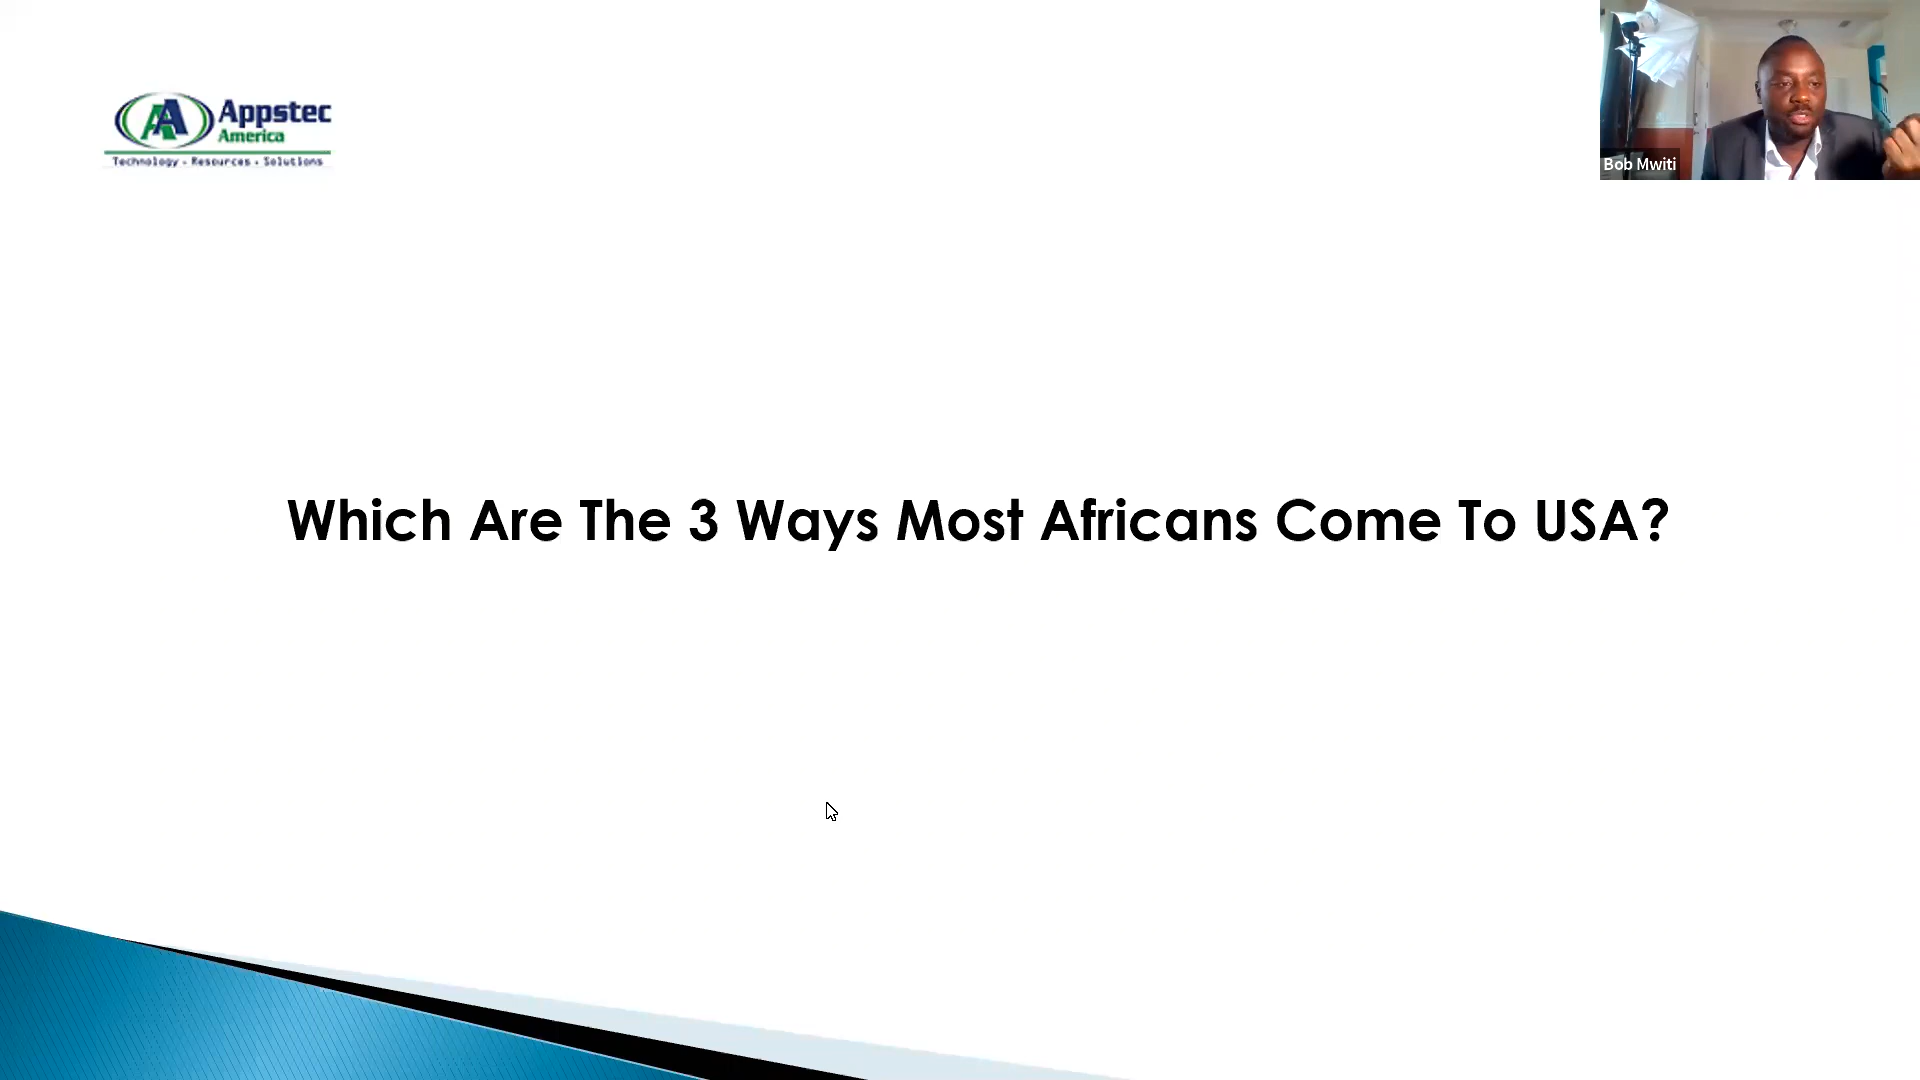 Appstec
America
Technology - Resources - Solutions
Bob Mwiti
Which Are The 3 Ways Most Africans Come To USA?